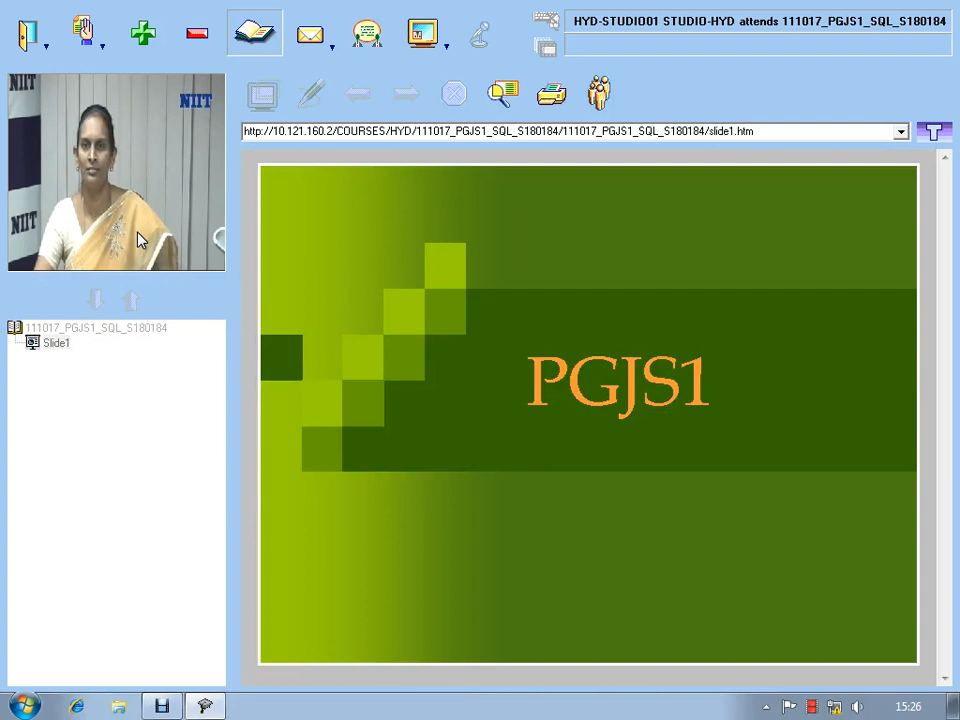 HYD-STUDIO01 STUDIO-HYD attends 111017_PGJS1_SQL_S180184
NIIT
NIIT
NIIT
http://10.121.160.2/COURSES/HYD/111017_PGJS1_SQL_S180184/111017_PGJS1_SQL_S180184/slide1.htm
T
111017_PGJS1_SQL_S180184
Slide1
PGJS1
15:26